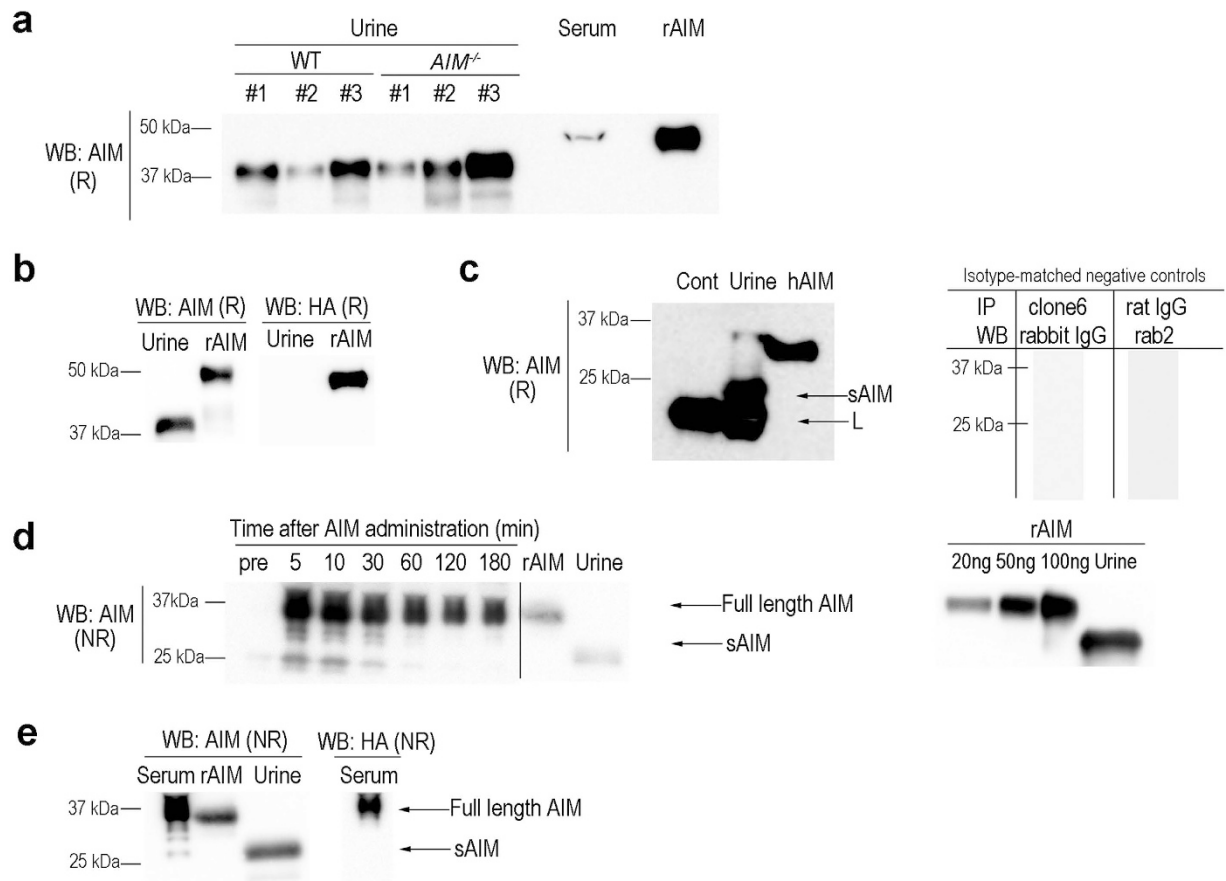 a
Urine Serum rAIM
WT AIM-/-
#1 #2 #3 #1 #2 #3
50 kDa
WB: AIM
(R)
37 kDa
b
WB: AIM (R) WB: HA (R)
Urine rAIM Urine rAIM
50 kDa
37 kDa
c
Cont Urine hAIM
37 kDa
WB: AIM
(R)
25 kDa
sAIM
L
Isotype-matched negative controls
IP clone6 rat IgG
WB rabbit IgG rab2
37 kDa
25 kDa
d
Time after AIM administration (min)
pre 5 10 30 60 120 180 rAIM Urine
37kDa
WB: AIM
(NR)
25 kDa
Full length AIM
sAIM
rAIM
20ng 50ng 100ng Urine
e
WB: AIM (NR) WB: HA (NR)
Serum rAIM Urine Serum
37 kDa
Full length AIM
sAIM
25 kDa